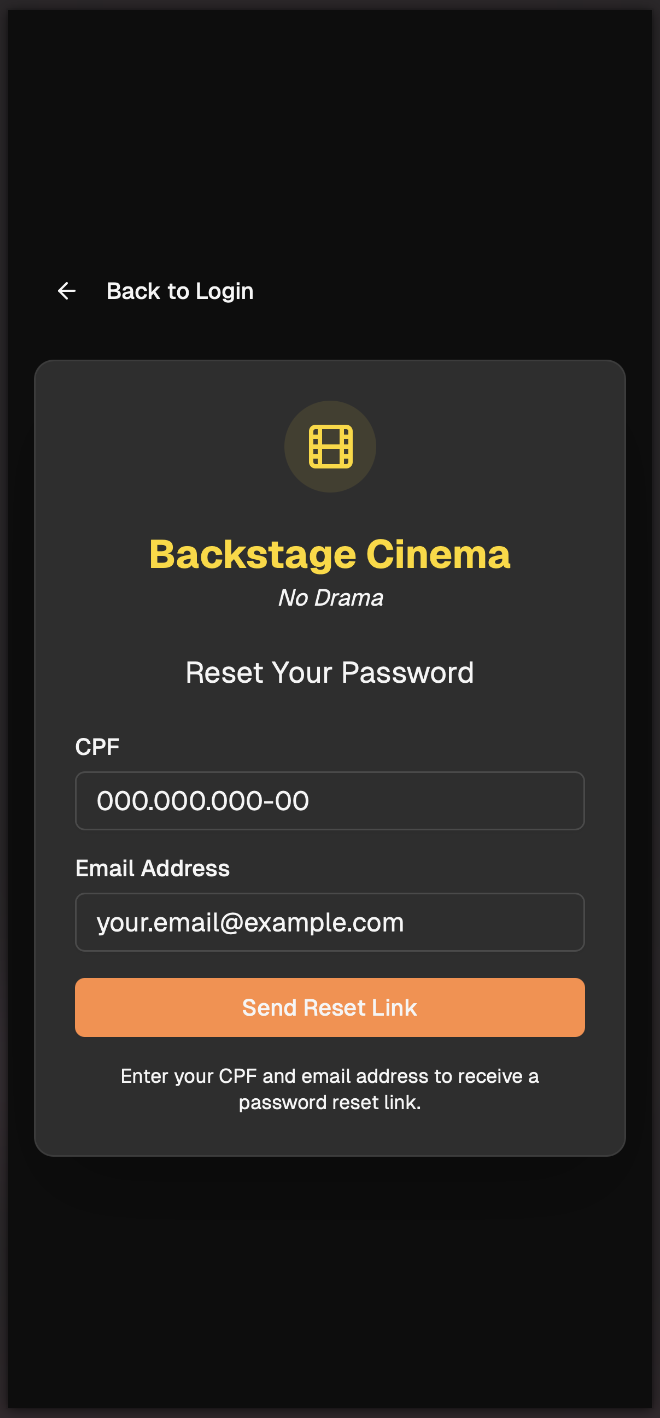 Back to Login
Backstage Cinema
No Drama
Reset Your Password
CPF
000.000.000-00
Email Address
your.email@example.com
Send Reset Link
Enter your CPF and email address to receive a
password reset link.